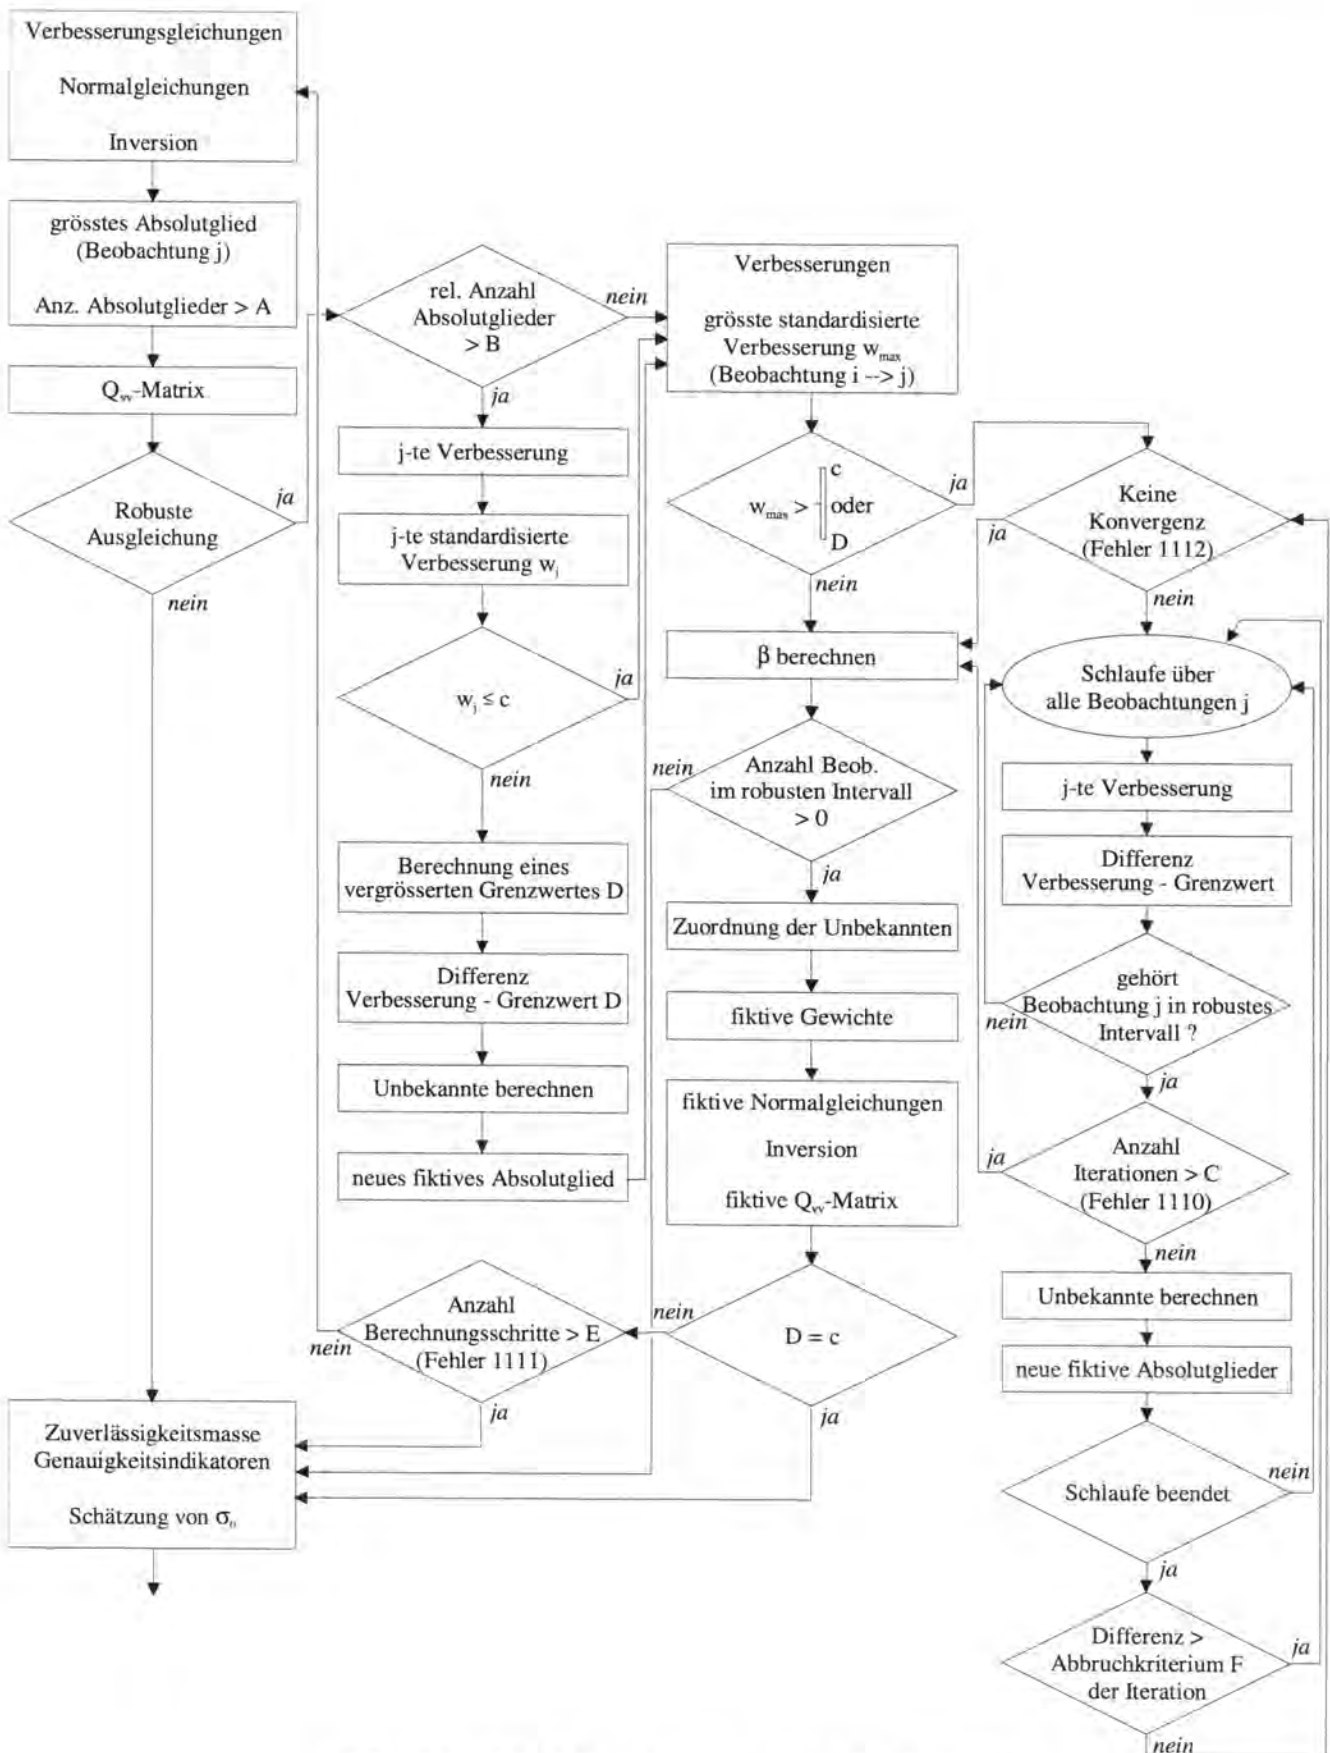 Verbesserungsgleichungen
Normalgleichungen
Inversion
grösstes Absolutglied
(Beobachtung j)
Anz. Absolutglieder > A
Qvv-Matrix
Robuste
Ausgleichung
ja
nein
rel. Anzahl
Absolutglieder
> B
nein
ja
j-te Verbesserung
j-te standardisierte
Verbesserung wj
wj ≤ c
ja
nein
Berechnung eines
vergrösserten Grenzwertes D
Differenz
Verbesserung - Grenzwert D
Unbekannte berechnen
neues fiktives Absolutglied
Anzahl
Berechnungsschritte > E
(Fehler 1111)
nein
ja
Verbesserungen
grösste standardisierte
Verbesserung wmax
(Beobachtung i --> j)
c
wmax > oder
D
ja
nein
β berechnen
nein
Anzahl Beob.
im robusten Intervall
> 0
ja
Zuordnung der Unbekannten
fiktive Gewichte
fiktive Normalgleichungen
Inversion
fiktive Qvv-Matrix
nein
D = c
ja
Keine
Konvergenz
(Fehler 1112)
ja
nein
Schlaufe über
alle Beobachtungen j
j-te Verbesserung
Differenz
Verbesserung - Grenzwert
gehört
Beobachtung j in robustes
Intervall ?
nein
ja
Anzahl
Iterationen > C
(Fehler 1110)
ja
nein
Unbekannte berechnen
neue fiktive Absolutglieder
Schlaufe beendet
nein
ja
Differenz >
Abbruchkriterium F
der Iteration
ja
nein
Zuverlässigkeitsmasse
Genauigkeitsindikatoren
Schätzung von σ₀